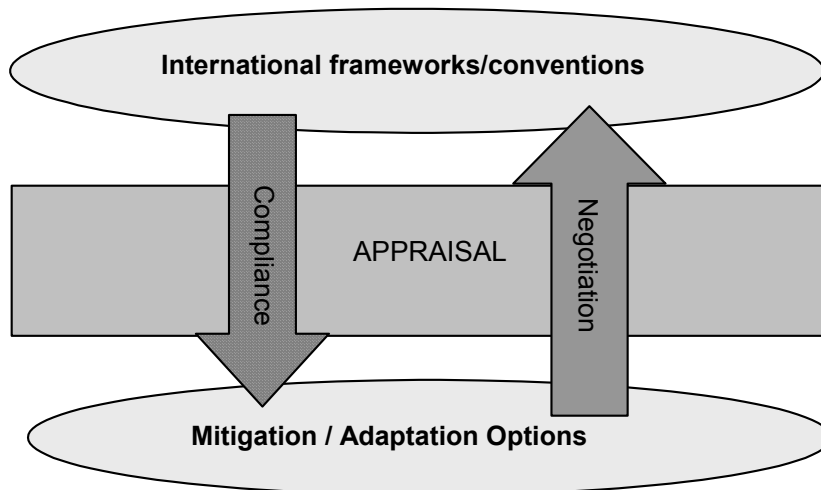 International frameworks/conventions
Compliance
APPRAISAL
Negotiation
Mitigation / Adaptation Options